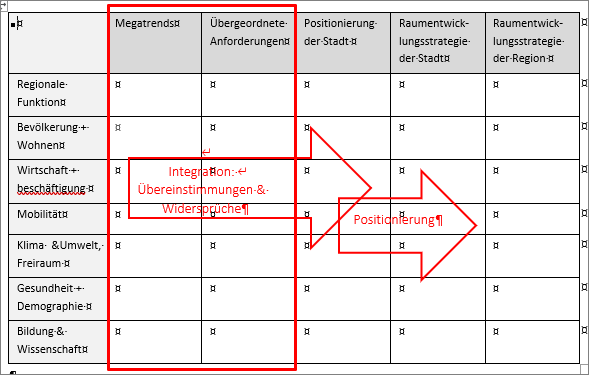 Megatrends¤
Übergeordnete·
Anforderungen¤
Positionierung·
der·Stadt¤
Raumentwick-
lungsstrategie·
der·Stadt¤
Raumentwick-
lungsstrategie·
der·Region¤
Regionale·
Funktion¤
Bevölkerung·+·
Wohnen¤
Wirtschaft·+·
beschäftigung·¤
Mobilität¤
Klima·&Umwelt,·
Freiraum·¤
Gesundheit·+·
Demographie·¤
Bildung·&·
Wissenschaft¤
Integration:·↵
Übereinstimmungen·&·
Widersprüche¶
Positionierung¶